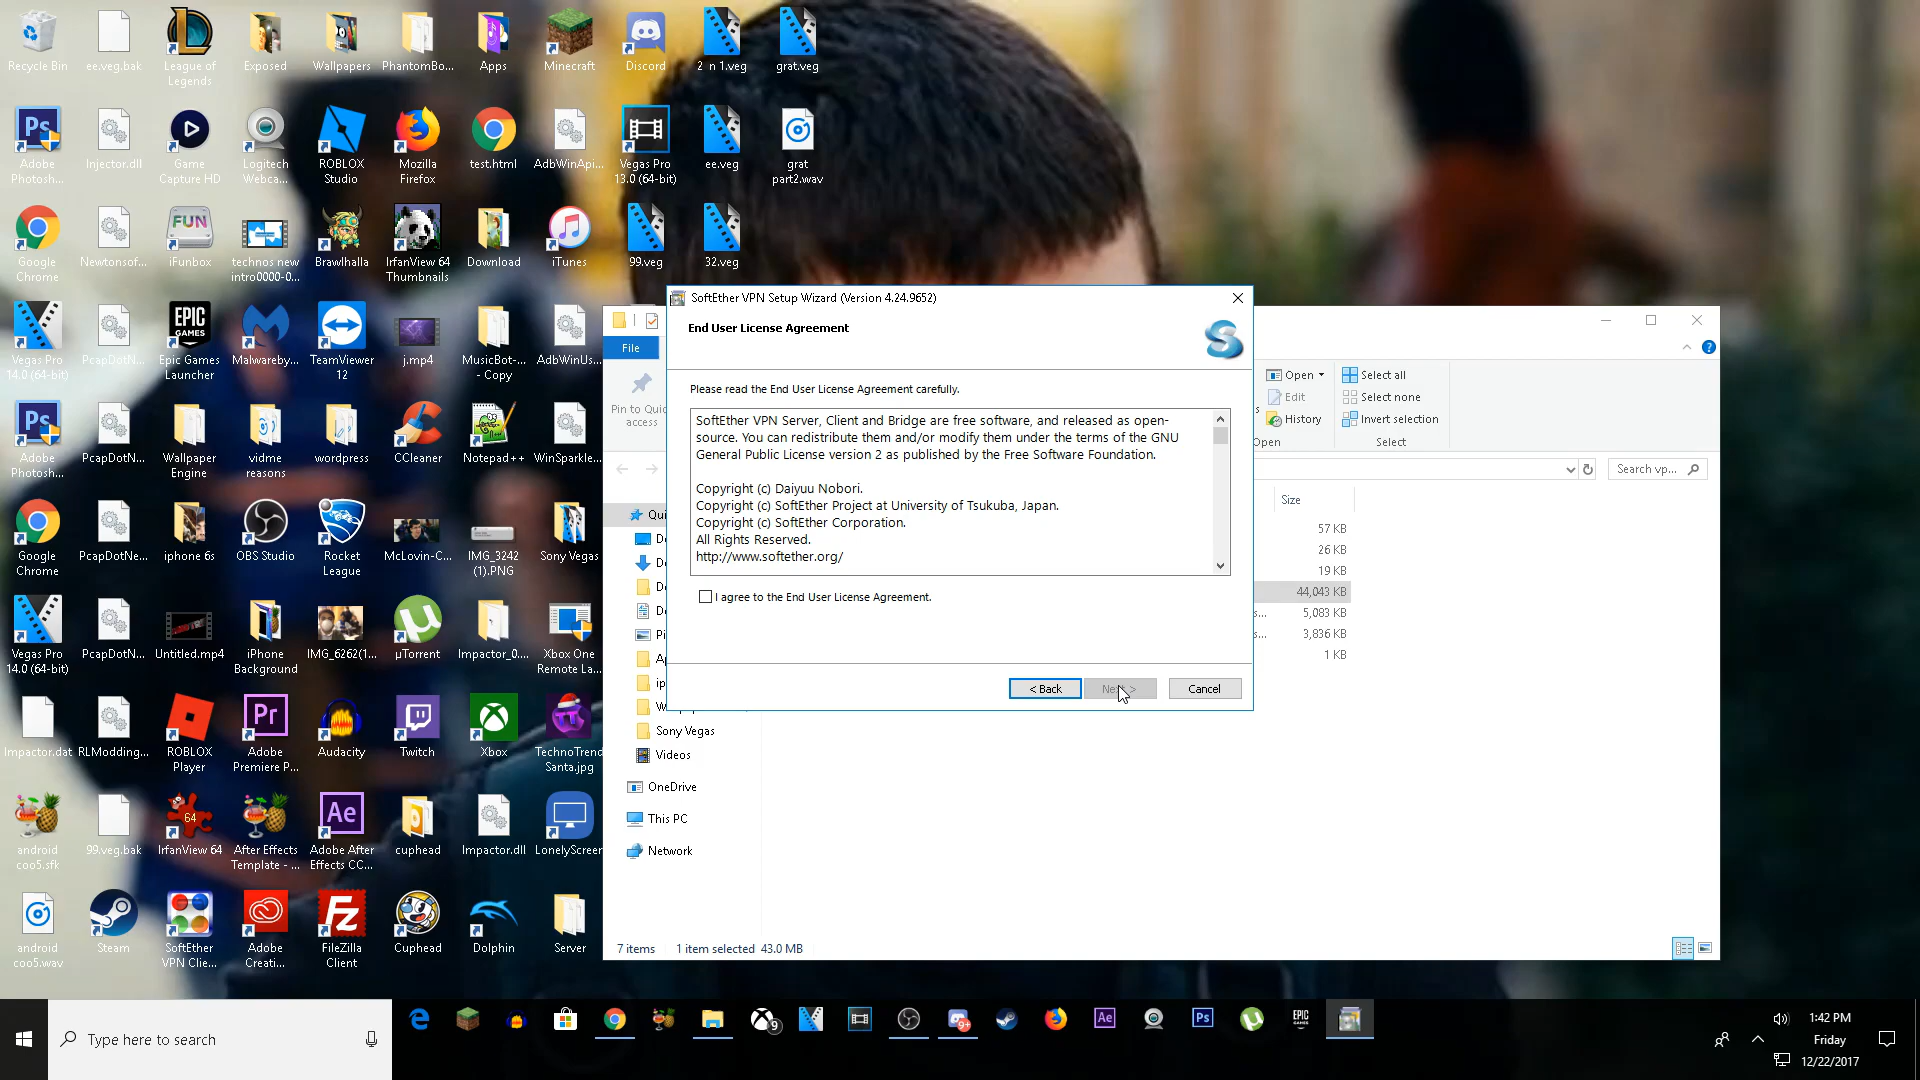 Recycle Bin
ee.veg.bak
League of
Legends
Exposed
Wallpapers
PhantomBo...
Apps
Minecraft
Discord
2 n 1.veg
grat.veg
Adobe
Photosh...
Injector.dll
Game
Capture HD
Logitech
Webca...
ROBLOX
Studio
Mozilla
Firefox
test.html
AdbWinApi...
Vegas Pro
13.0 (64-bit)
ee.veg
grat
part2.wav
Google
Chrome
Newtonsof...
FUN
iFunbox
technos new
intro0000-0...
Brawlhalla
IrfanView 64
Thumbnails
Download
iTunes
99.veg
32.veg
Vegas Pro
14.0 (64-bit)
PcapDotN...
EPIC
GAMES
Epic Games
Launcher
Malwareby...
TeamViewer
12
j.mp4
MusicBot-...
- Copy
AdbWinUs...
Adobe
Photosh...
PcapDotN...
Wallpaper
Engine
vidme
reasons
wordpress
CCleaner
Notepad++
WinSparkle...
Google
Chrome
PcapDotNe...
iphone 6s
OBS Studio
Rocket
League
McLovin-C...
IMG_3242
(1).PNG
Sony Vegas
Vegas Pro
14.0 (64-bit)
PcapDotN...
Untitled.mp4
iPhone
Background
IMG_6262(1...
µTorrent
Impactor_0....
Xbox One
Remote La...
Impactor.dat
RLModding...
ROBLOX
Player
Adobe
Premiere P...
Audacity
Twitch
Xbox
TechnoTrend
Santa.jpg
android
coo5.sfk
99.veg.bak
64
IrfanView 64
After Effects
Template - ...
Adobe After
Effects CC...
cuphead
Impactor.dll
LonelyScreen
android
coo5.wav
Steam
SoftEther
VPN Clie...
Adobe
Creati...
FileZilla
Client
Cuphead
Dolphin
Server
SoftEther VPN Setup Wizard (Version 4.24.9652)
End User License Agreement
Please read the End User License Agreement carefully.
SoftEther VPN Server, Client and Bridge are free software, and released as open-
source. You can redistribute them and/or modify them under the terms of the GNU
General Public License version 2 as published by the Free Software Foundation.
Copyright (c) Daiyuu Nobori.
Copyright (c) SoftEther Project at University of Tsukuba, Japan.
Copyright (c) SoftEther Corporation.
All Rights Reserved.
http://www.softether.org/
I agree to the End User License Agreement.
< Back
Cancel
File
Pin to Quic
access
Open
Edit
History
Open
Select all
Select none
Invert selection
Select
Search vp...
Size
57 KB
26 KB
19 KB
44,043 KB
5,083 KB
3,836 KB
1 KB
Sony Vegas
Videos
OneDrive
This PC
Network
7 items
1 item selected 43.0 MB
Type here to search
9
9+
EPIC
GAMES
1:42 PM
Friday
12/22/2017